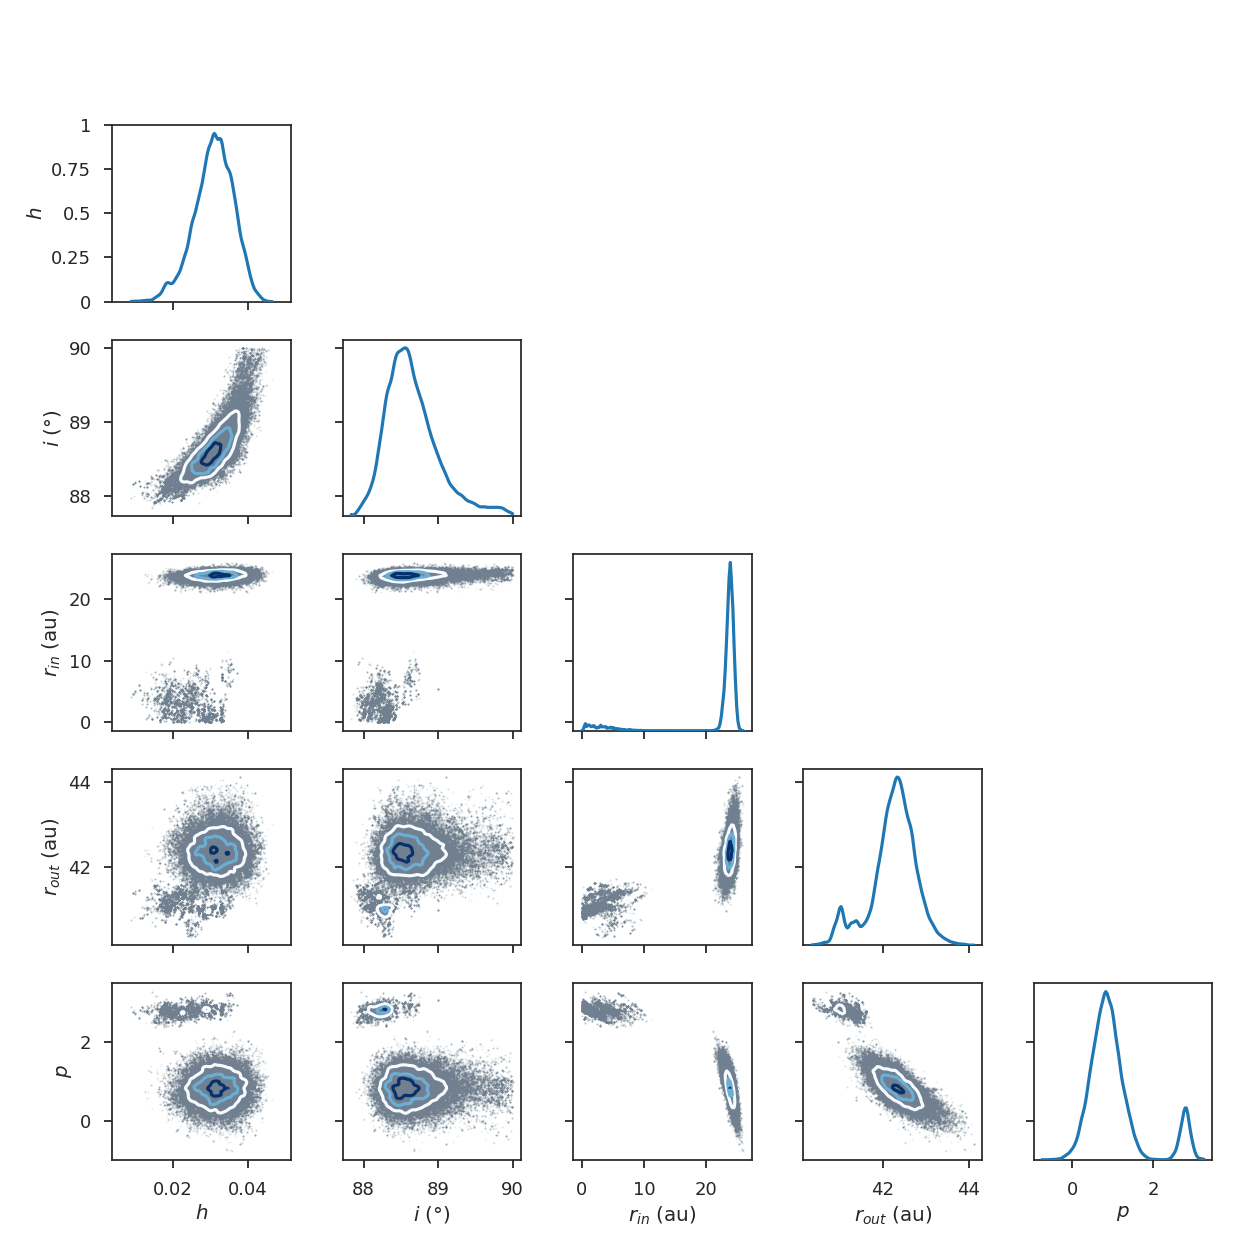 1
0.75
h 0.5
0.25
0
90
i (°) 89
88
20
r_in (au) 10
0
44
r_out (au) 42
2
p
0
0.02 0.04 88 89 90 0 10 20 42 44 0 2
h i (°) r_in (au) r_out (au) p